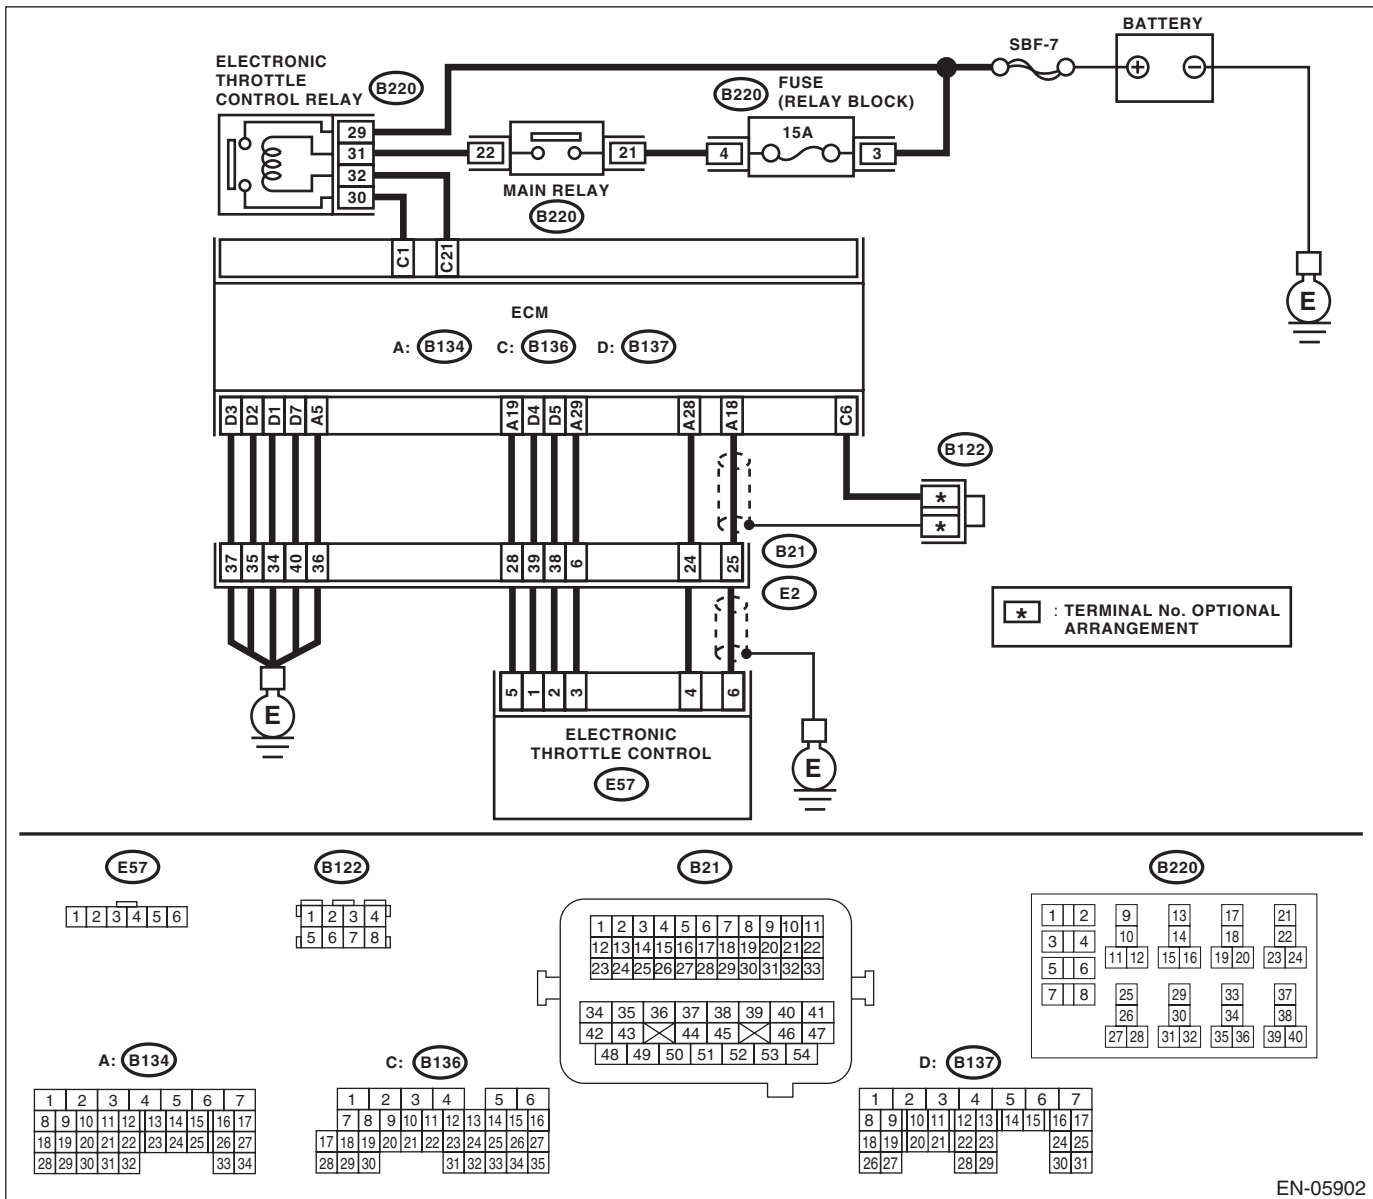 BATTERY
SBF-7
ELECTRONIC
THROTTLE
CONTROL RELAY
B220
B220
FUSE
(RELAY BLOCK)
15A
29
31
32
30
22
21
4
3
MAIN RELAY
B220
C1 C21
E
ECM
A: B134 C: B136 D: B137
D3 D2 D1 D7 A5 A19 D4 D5 A29 A28 A18 C6
B122
*
*
37 35 34 40 36 28 39 38 6 24 25
B21
E2
* : TERMINAL No. OPTIONAL
ARRANGEMENT
5 1 2 3 4 6
E
ELECTRONIC
THROTTLE CONTROL
E57
E
E57
1 2 3 4 5 6
B122
1 2 3 4
5 6 7 8
B21
1 2 3 4 5 6 7 8 9 10 11
12 13 14 15 16 17 18 19 20 21 22
23 24 25 26 27 28 29 30 31 32 33
34 35 36 37 38 39 40 41
42 43 44 45 46 47
48 49 50 51 52 53 54
B220
1 2 9 13 17 21
3 4 10 14 18 22
5 6 11 12 15 16 19 20 23 24
7 8 25 29 33 37
26 30 34 38
27 28 31 32 35 36 39 40
A: B134
1 2 3 4 5 6 7
8 9 10 11 12 13 14 15 16 17
18 19 20 21 22 23 24 25 26 27
28 29 30 31 32 33 34
C: B136
1 2 3 4 5 6
7 8 9 10 11 12 13 14 15 16
17 18 19 20 21 22 23 24 25 26 27
28 29 30 31 32 33 34 35
D: B137
1 2 3 4 5 6 7
8 9 10 11 12 13 14 15 16 17
18 19 20 21 22 23 24 25
26 27 28 29 30 31
EN-05902